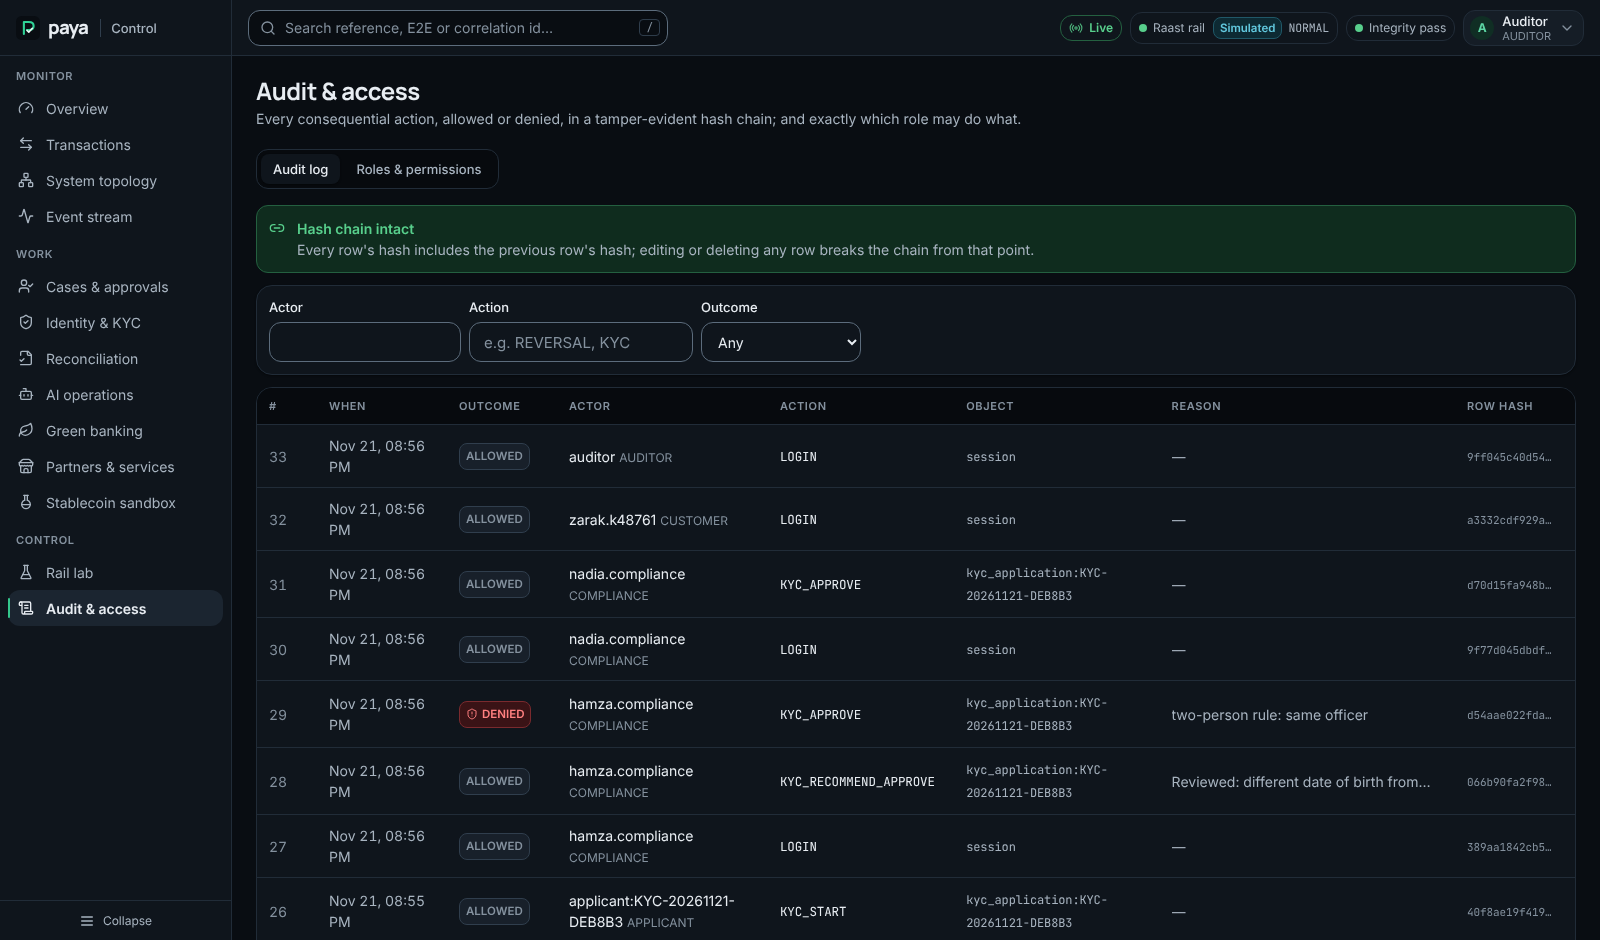 paya Control
Search reference, E2E or correlation id... /
Live
Raast rail Simulated NORMAL
Integrity pass
A Auditor
AUDITOR
MONITOR
Overview
Transactions
System topology
Event stream
WORK
Cases & approvals
Identity & KYC
Reconciliation
AI operations
Green banking
Partners & services
Stablecoin sandbox
CONTROL
Rail lab
Audit & access
Collapse
Audit & access
Every consequential action, allowed or denied, in a tamper-evident hash chain; and exactly which role may do what.
Audit log Roles & permissions
Hash chain intact
Every row's hash includes the previous row's hash; editing or deleting any row breaks the chain from that point.
Actor Action Outcome
e.g. REVERSAL, KYC Any
# WHEN OUTCOME ACTOR ACTION OBJECT REASON ROW HASH
33 Nov 21, 08:56 PM ALLOWED auditor AUDITOR LOGIN session — 9ff045c40d54…
32 Nov 21, 08:56 PM ALLOWED zarak.k48761 CUSTOMER LOGIN session — a3332cdf929a…
31 Nov 21, 08:56 PM ALLOWED nadia.compliance COMPLIANCE KYC_APPROVE kyc_application:KYC-20261121-DEB8B3 — d70d15fa948b…
30 Nov 21, 08:56 PM ALLOWED nadia.compliance COMPLIANCE LOGIN session — 9f77d045dbdf…
29 Nov 21, 08:56 PM DENIED hamza.compliance COMPLIANCE KYC_APPROVE kyc_application:KYC-20261121-DEB8B3 two-person rule: same officer d54aae022fda…
28 Nov 21, 08:56 PM ALLOWED hamza.compliance COMPLIANCE KYC_RECOMMEND_APPROVE kyc_application:KYC-20261121-DEB8B3 Reviewed: different date of birth from… 066b90fa2f98…
27 Nov 21, 08:56 PM ALLOWED hamza.compliance COMPLIANCE LOGIN session — 389aa1842cb5…
26 Nov 21, 08:55 PM ALLOWED applicant:KYC-20261121-DEB8B3 APPLICANT KYC_START kyc_application:KYC-20261121-DEB8B3 — 40f8ae19f419…